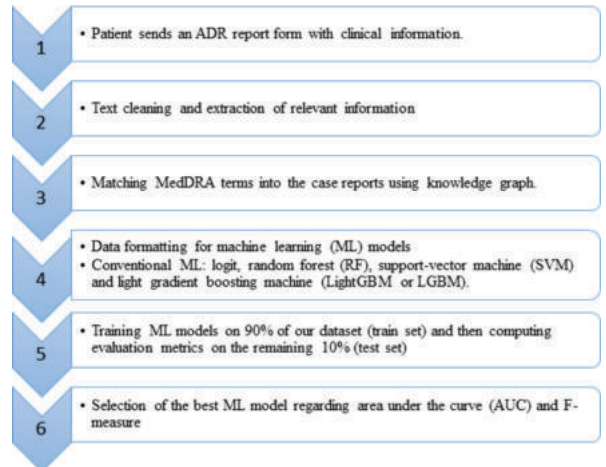 1
• Patient sends an ADR report form with clinical information.
2
• Text cleaning and extraction of relevant information
3
• Matching MedDRA terms into the case reports using knowledge graph.
4
• Data formatting for machine learning (ML) models
• Conventional ML: logit, random forest (RF), support-vector machine (SVM)
and light gradient boosting machine (LightGBM or LGBM).
5
• Training ML models on 90% of our dataset (train set) and then computing
evaluation metrics on the remaining 10% (test set)
6
• Selection of the best ML model regarding area under the curve (AUC) and F-
measure